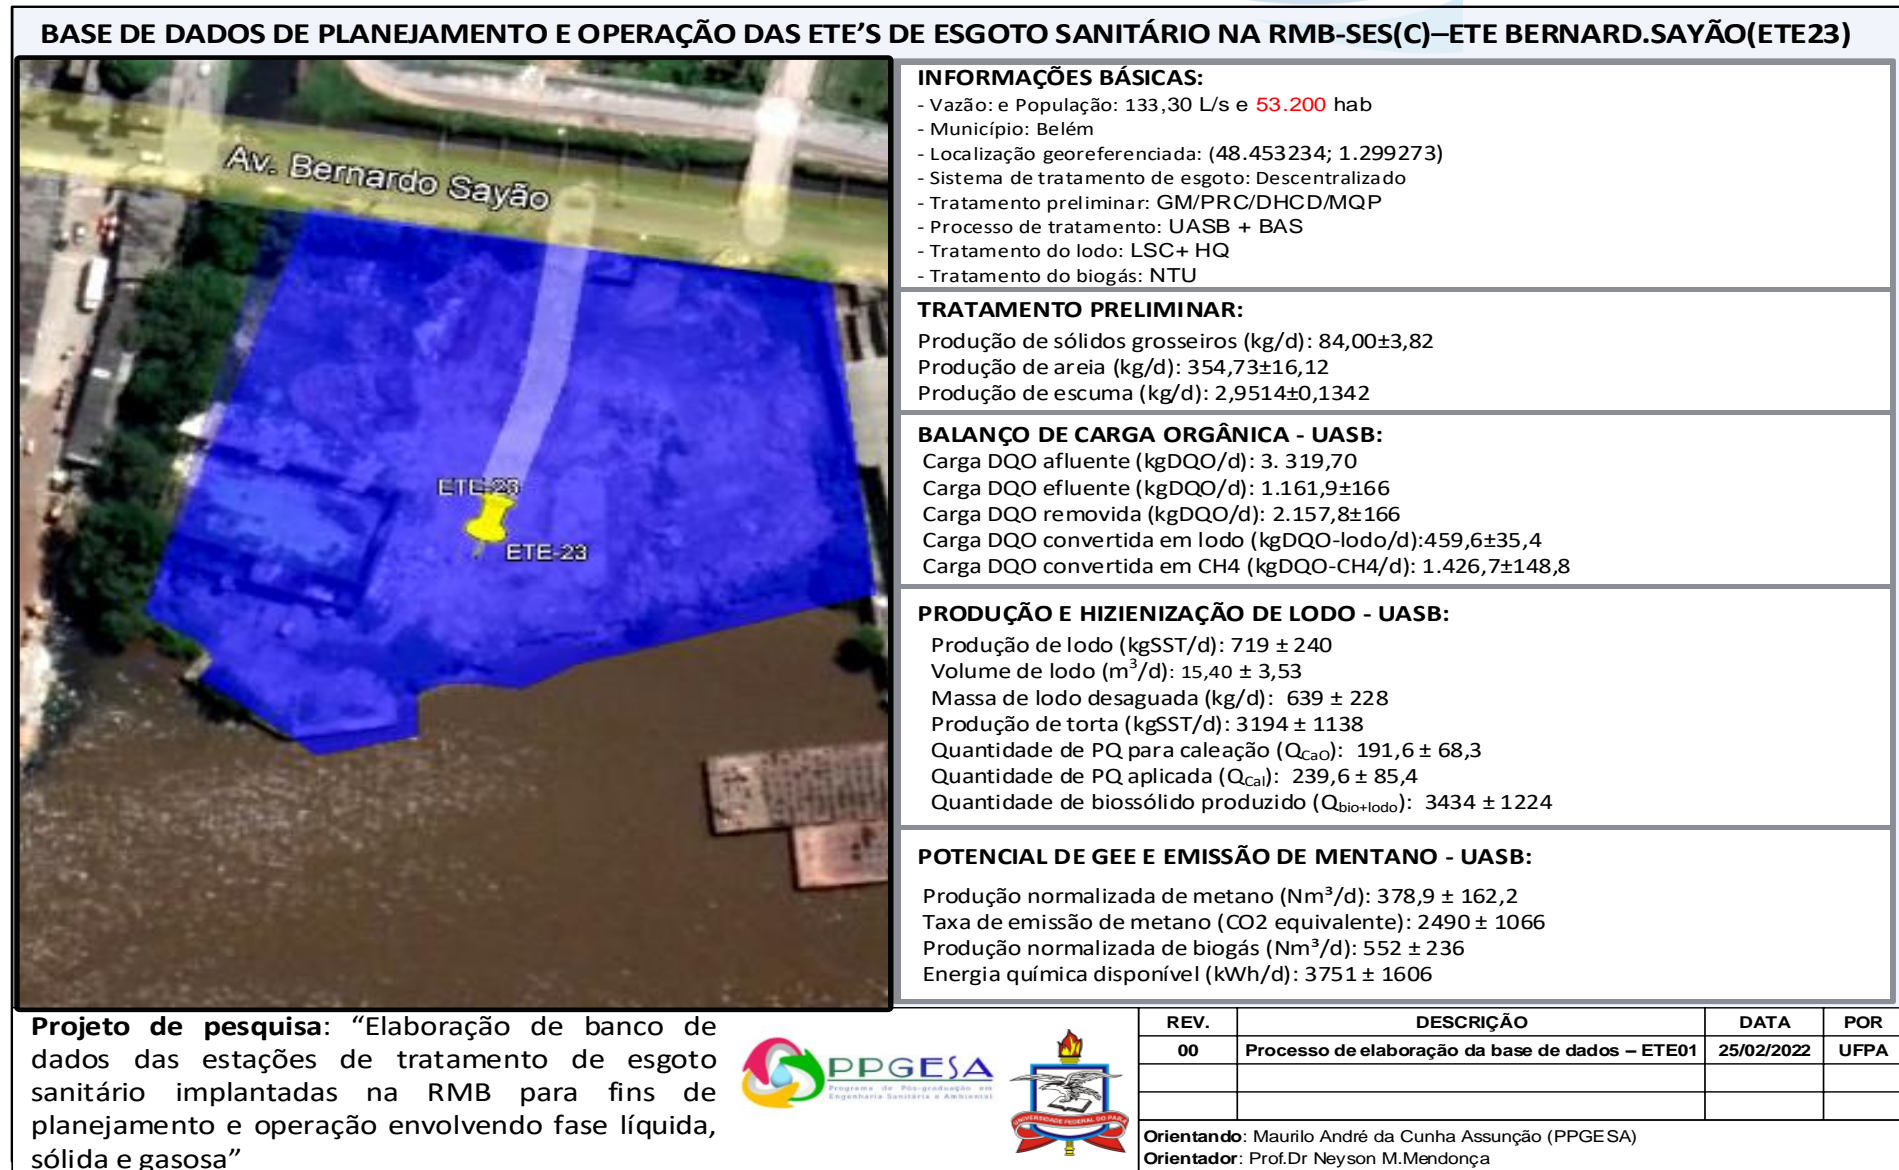 BASE DE DADOS DE PLANEJAMENTO E OPERAÇÃO DAS ETE'S DE ESGOTO SANITÁRIO NA RMB-SES(C)–ETE BERNARD.SAYÃO(ETE23)
Av. Bernardo Sayão
ETE-23
ETE-23
INFORMAÇÕES BÁSICAS:
- Vazão: e População: 133,30 L/s e 53.200 hab
- Município: Belém
- Localização georeferenciada: (48.453234; 1.299273)
- Sistema de tratamento de esgoto: Descentralizado
- Tratamento preliminar: GM/PRC/DHCD/MQP
- Processo de tratamento: UASB + BAS
- Tratamento do lodo: LSC+ HQ
- Tratamento do biogás: NTU
TRATAMENTO PRELIMINAR:
Produção de sólidos grosseiros (kg/d): 84,00±3,82
Produção de areia (kg/d): 354,73±16,12
Produção de escuma (kg/d): 2,9514±0,1342
BALANÇO DE CARGA ORGÂNICA - UASB:
Carga DQO afluente (kgDQO/d): 3. 319,70
Carga DQO efluente (kgDQO/d): 1.161,9±166
Carga DQO removida (kgDQO/d): 2.157,8±166
Carga DQO convertida em lodo (kgDQO-lodo/d):459,6±35,4
Carga DQO convertida em CH4 (kgDQO-CH4/d): 1.426,7±148,8
PRODUÇÃO E HIZIENIZAÇÃO DE LODO - UASB:
Produção de lodo (kgSST/d): 719 ± 240
Volume de lodo (m³/d): 15,40 ± 3,53
Massa de lodo desaguada (kg/d): 639 ± 228
Produção de torta (kgSST/d): 3194 ± 1138
Quantidade de PQ para caleação (QCaO): 191,6 ± 68,3
Quantidade de PQ aplicada (QCal): 239,6 ± 85,4
Quantidade de biossólido produzido (Qbio+lodo): 3434 ± 1224
POTENCIAL DE GEE E EMISSÃO DE MENTANO - UASB:
Produção normalizada de metano (Nm³/d): 378,9 ± 162,2
Taxa de emissão de metano (CO2 equivalente): 2490 ± 1066
Produção normalizada de biogás (Nm³/d): 552 ± 236
Energia química disponível (kWh/d): 3751 ± 1606
Projeto de pesquisa: “Elaboração de banco de
dados das estações de tratamento de esgoto
sanitário implantadas na RMB para fins de
planejamento e operação envolvendo fase líquida,
sólida e gasosa”
PPGESA
Programa de Pós-graduação em
Engenharia Sanitária e Ambiental
UNIVERSIDADE FEDERAL DO PARÁ
REV. DESCRIÇÃO DATA POR
00 Processo de elaboração da base de dados – ETE01 25/02/2022 UFPA
Orientando: Maurilo André da Cunha Assunção (PPGESA)
Orientador: Prof.Dr Neyson M.Mendonça